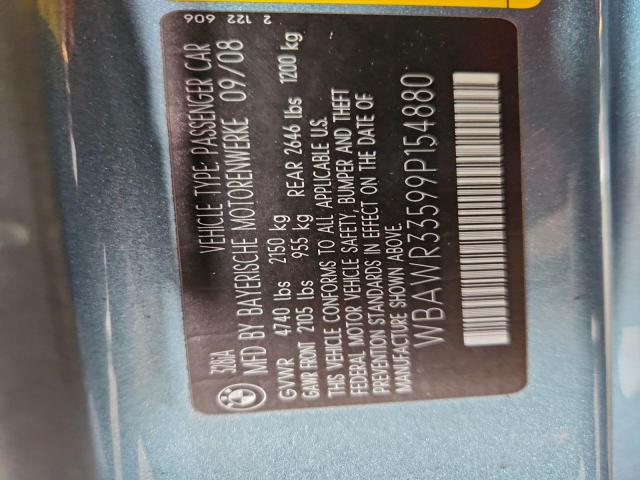 328IA
VEHICLE TYPE: PASSENGER CAR
2 122 606
MFD BY BAYERISCHE MOTORENWERKE 09/08
GVWR 4740 lbs 2150 kg
GAWR FRONT 2105 lbs 955 kg REAR 2646 lbs 1200 kg
THIS VEHICLE CONFORMS TO ALL APPLICABLE U.S.
FEDERAL MOTOR VEHICLE SAFETY, BUMPER AND THEFT
PREVENTION STANDARDS IN EFFECT ON THE DATE OF
MANUFACTURE SHOWN ABOVE.
WBAWR33599P154880